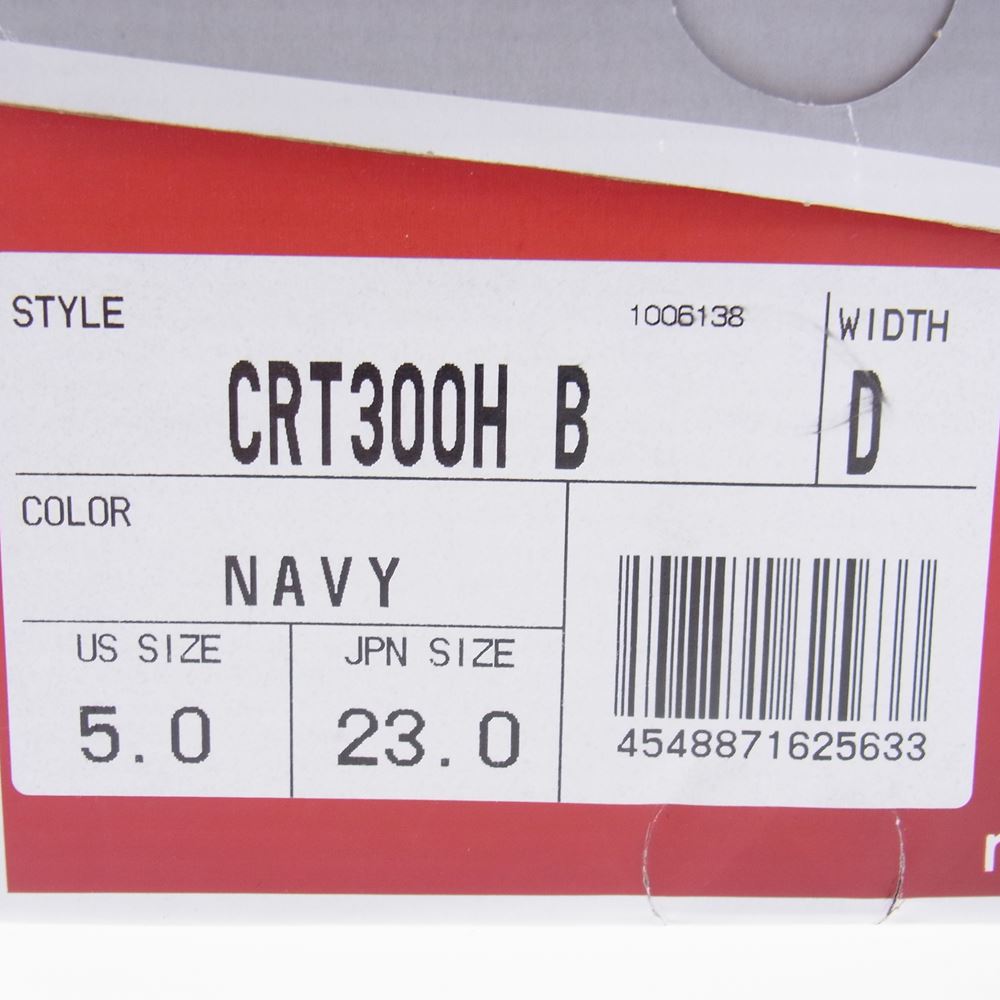 STYLE 1006138 WIDTH
CRT300H B D
COLOR
NAVY
US SIZE JPN SIZE
5.0 23.0
4548871625633